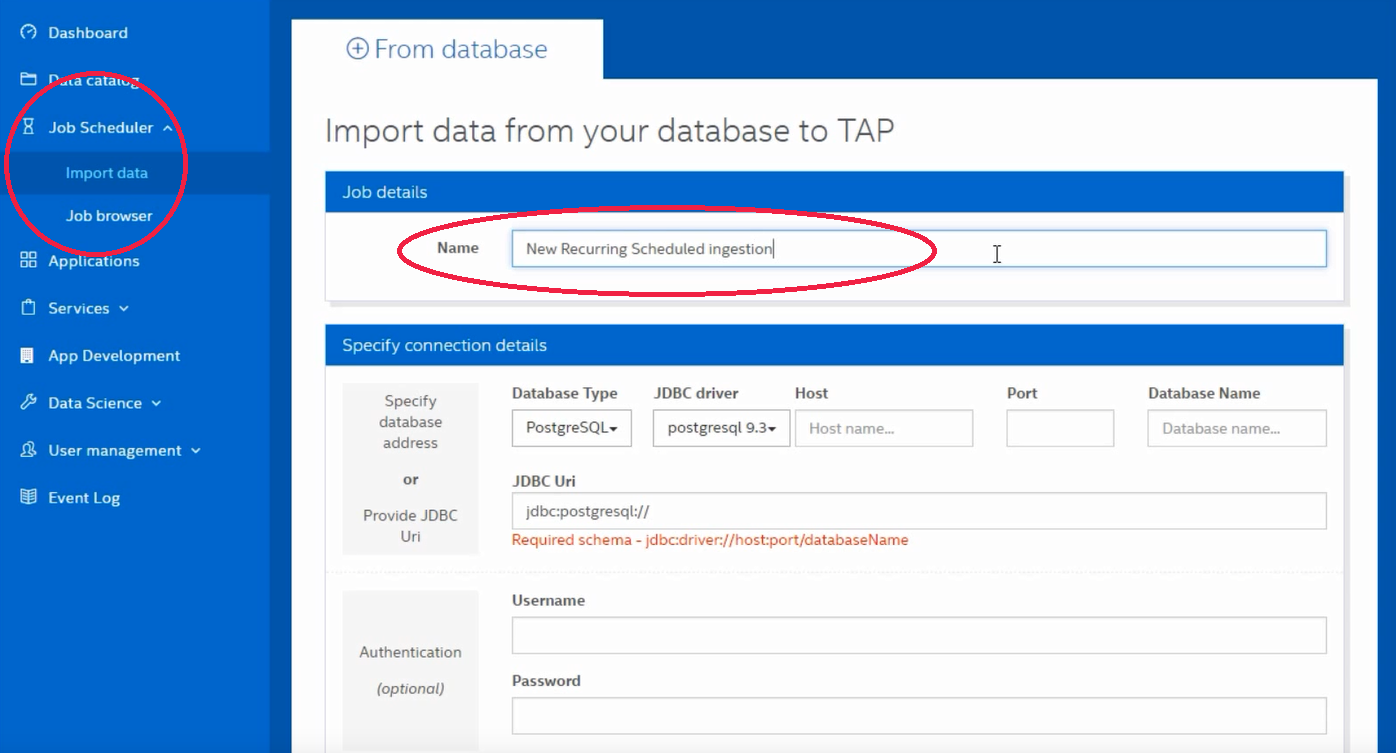 Dashboard
Data catalog
Job Scheduler
Import data
Job browser
Applications
Services
App Development
Data Science
User management
Event Log
From database
Import data from your database to TAP
Job details
Name
New Recurring Scheduled ingestion
Specify connection details
Specify
database
address
or
Provide JDBC
Uri
Database Type
JDBC driver
Host
Port
Database Name
PostgreSQL
postgresql 9.3
Host name...
Database name...
JDBC Uri
jdbc:postgresql://
Required schema - jdbc:driver://host:port/databaseName
Authentication
(optional)
Username
Password